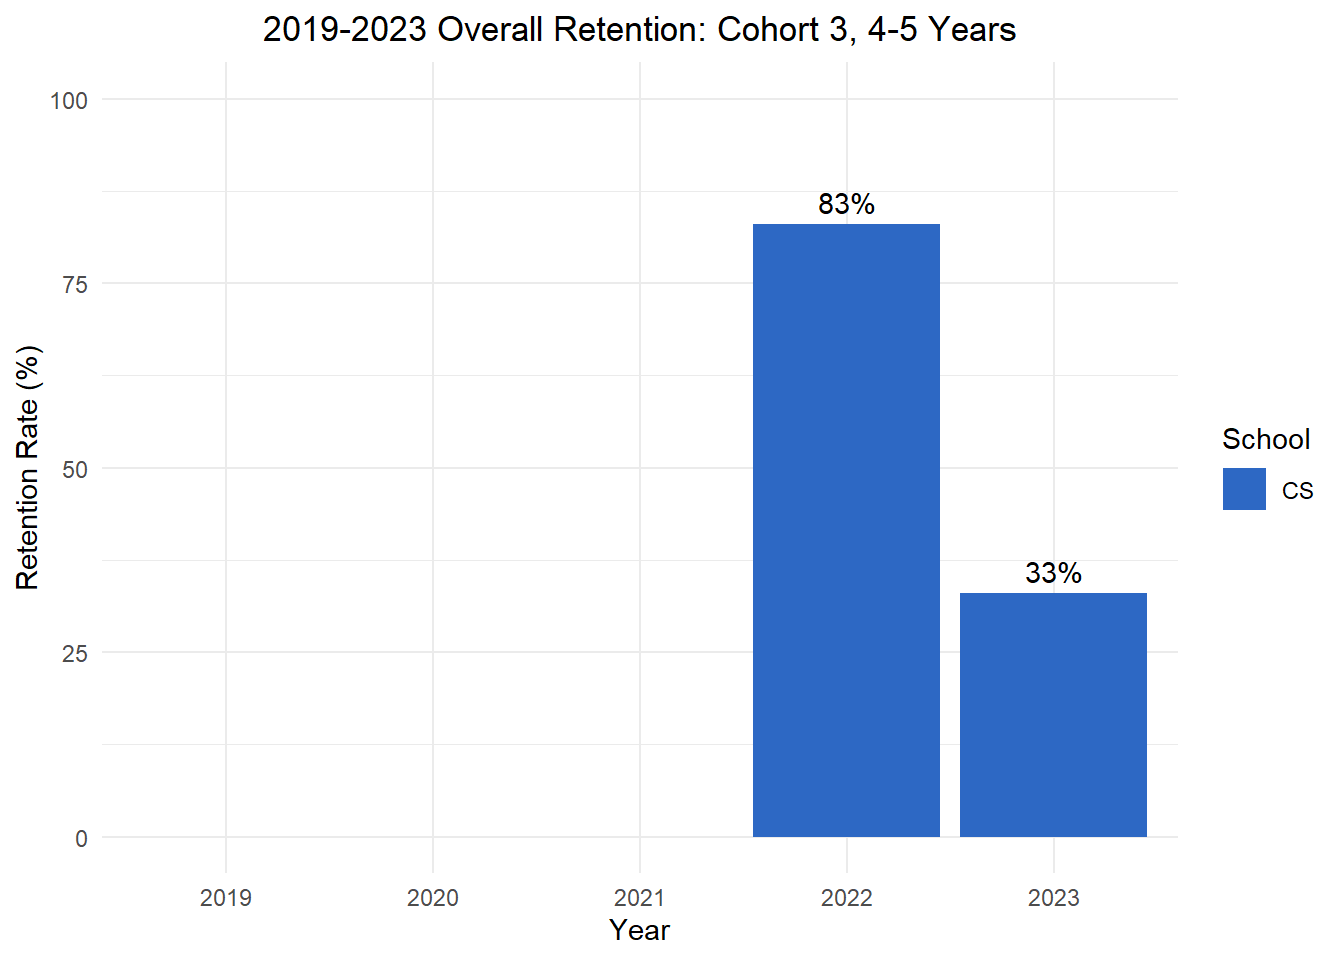 2019-2023 Overall Retention: Cohort 3, 4-5 Years
Retention Rate (%)
100
75
50
25
0
83%
33%
2019
2020
2021
2022
2023
Year
School
CS